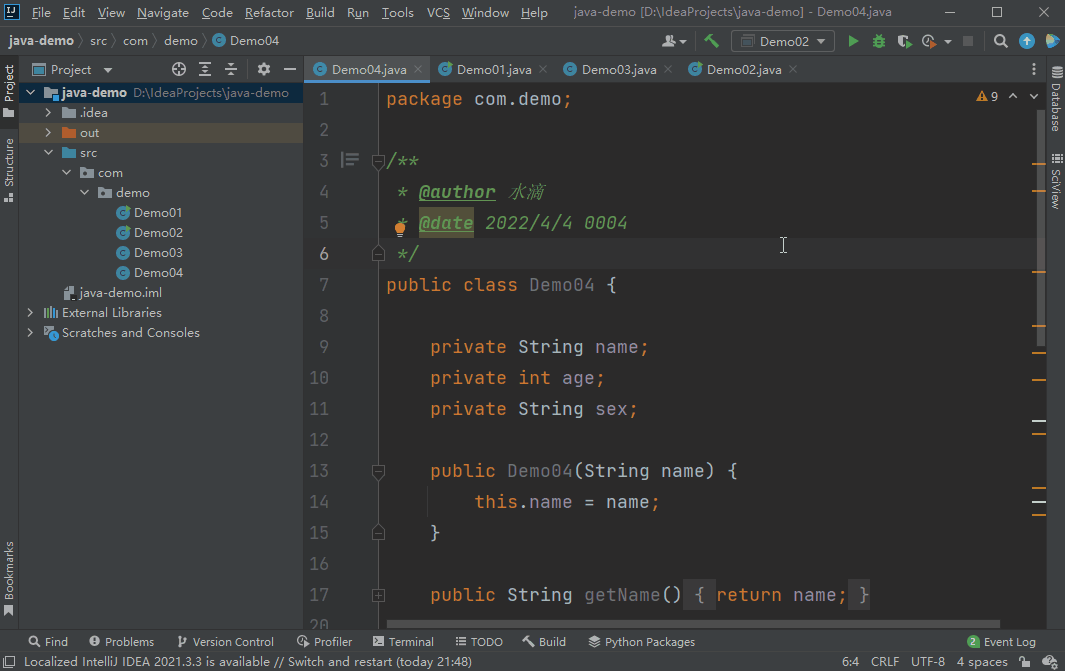 File Edit View Navigate Code Refactor Build Run Tools VCS Window Help java-demo [D:\IdeaProjects\java-demo] - Demo04.java
java-demo src com demo Demo04 Demo02
Project
Demo04.java Demo01.java Demo03.java Demo02.java
java-demo D:\IdeaProjects\java-demo
.idea
out
src
com
demo
Demo01
Demo02
Demo03
Demo04
java-demo.iml
External Libraries
Scratches and Consoles
Project
Structure
Bookmarks
1 package com.demo;
9
2
3 /**
4 * @author 水滴
5 * @date 2022/4/4 0004
6 */
7 public class Demo04 {
8
9 private String name;
10 private int age;
11 private String sex;
12
13 public Demo04(String name) {
14 this.name = name;
15 }
16
17 public String getName() { return name; }
20
Database
SciView
Find Problems Version Control Profiler Terminal TODO Build Python Packages 2 Event Log
Localized IntelliJ IDEA 2021.3.3 is available // Switch and restart (today 21:48) 6:4 CRLF UTF-8 4 spaces